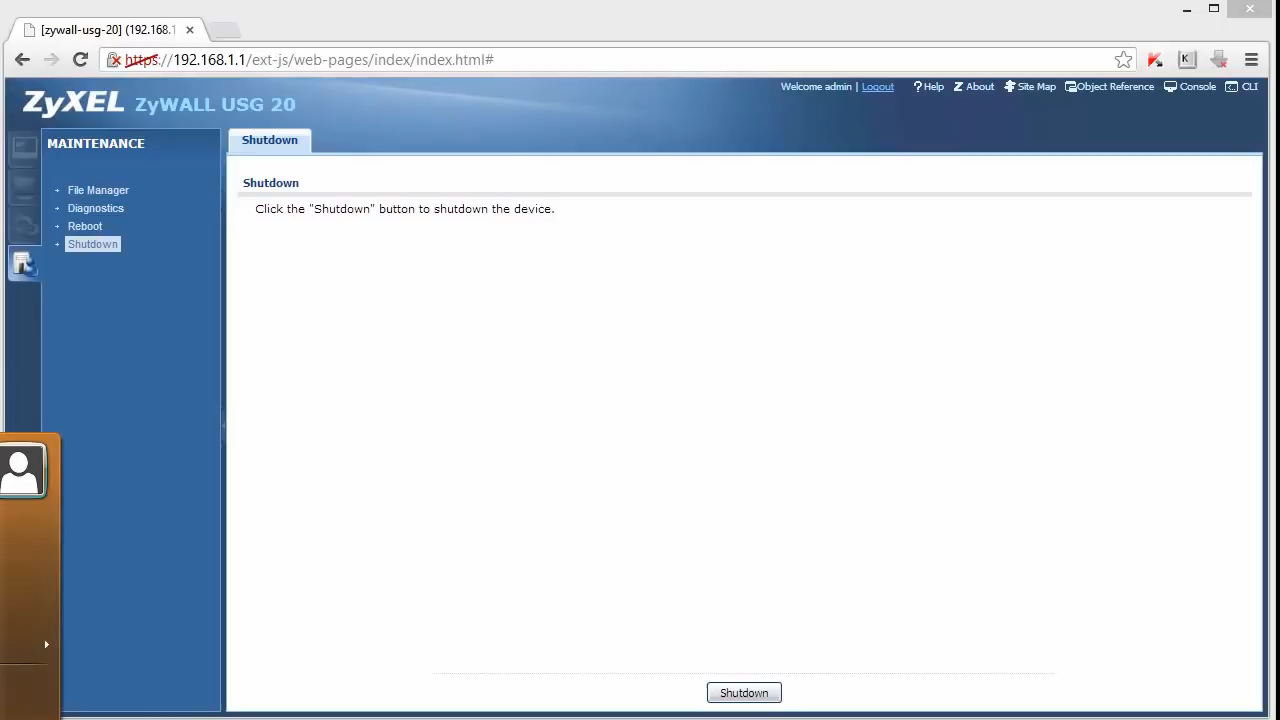 [zywall-usg-20] (192.168.1
https://192.168.1.1/ext-js/web-pages/index/index.html#
K
ZyXEL ZyWALL USG 20
Welcome admin | Logout ?Help Z About Site Map Object Reference Console CLI
MAINTENANCE
File Manager
Diagnostics
Reboot
Shutdown
Shutdown
Shutdown
Click the "Shutdown" button to shutdown the device.
Shutdown